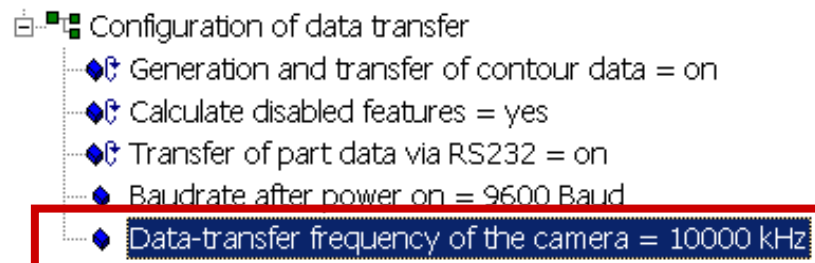 Configuration of data transfer
Generation and transfer of contour data = on
Calculate disabled features = yes
Transfer of part data via RS232 = on
Baudrate after power on = 9600 Baud
Data-transfer frequency of the camera = 10000 kHz